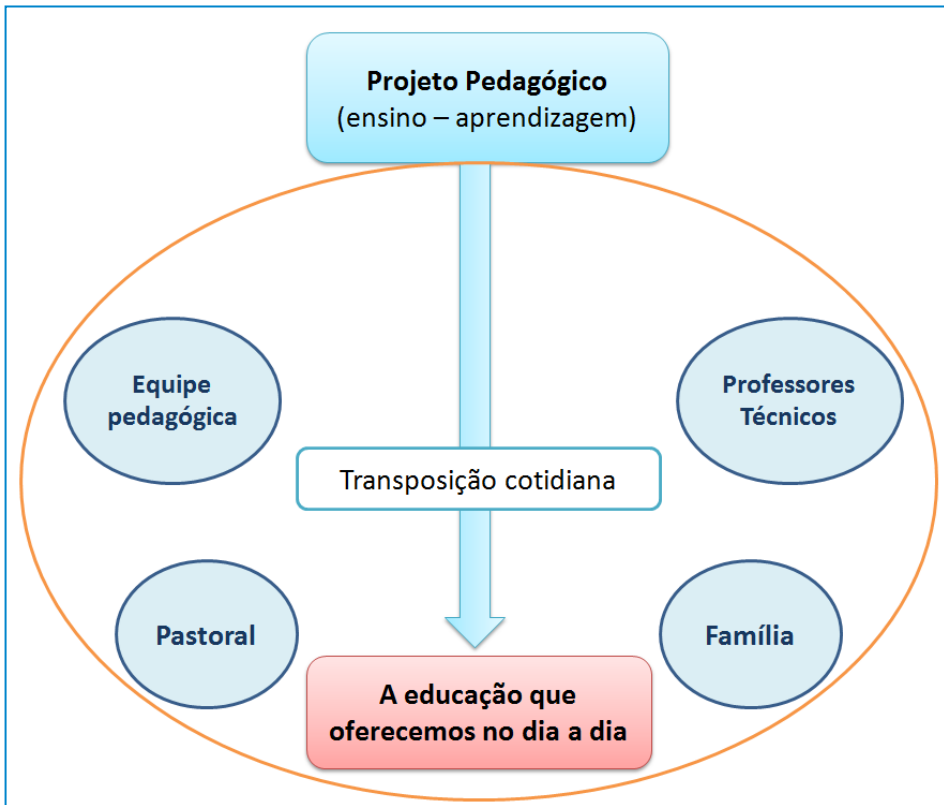 Projeto Pedagógico
(ensino – aprendizagem)
Equipe
pedagógica
Professores
Técnicos
Transposição cotidiana
Pastoral
Família
A educação que
oferecemos no dia a dia